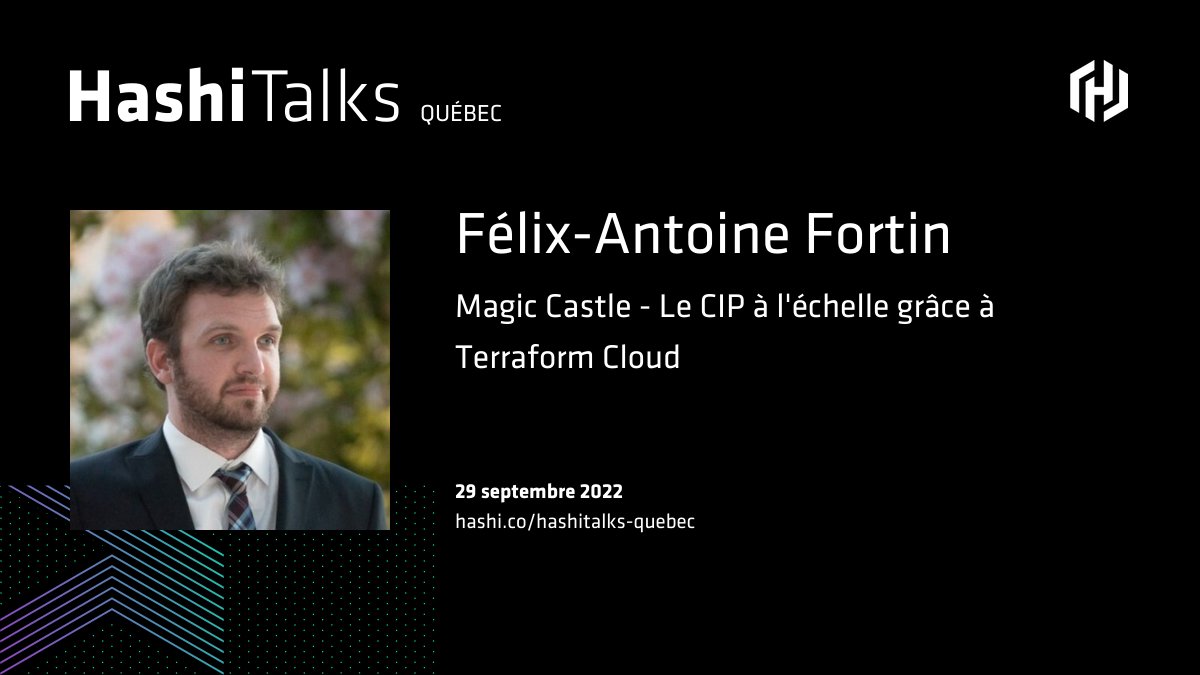 HashiTalks QUÉBEC
Félix-Antoine Fortin
Magic Castle - Le CIP à l'échelle grâce à
Terraform Cloud
29 septembre 2022
hashi.co/hashitalks-quebec